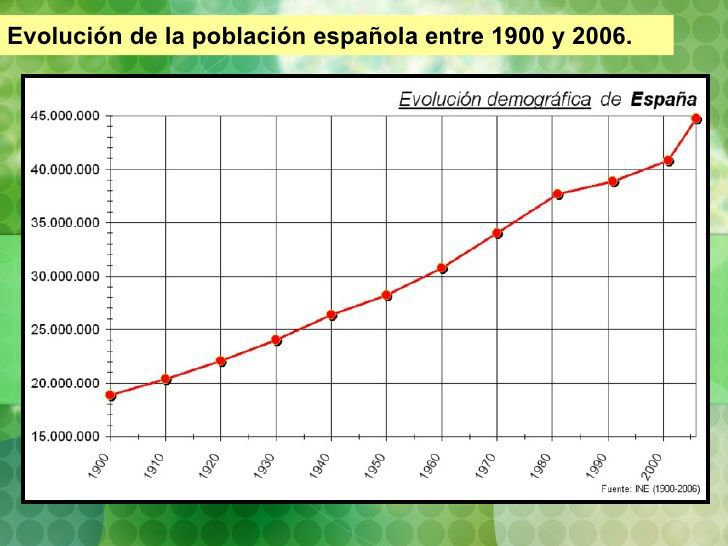 Evolución de la población española entre 1900 y 2006.
Evolución demográfica de España
45.000.000
40.000.000
35.000.000
30.000.000
25.000.000
20.000.000
15.000.000
1900 1910 1920 1930 1940 1950 1960 1970 1980 1990 2000
Fuente: INE (1900-2006)